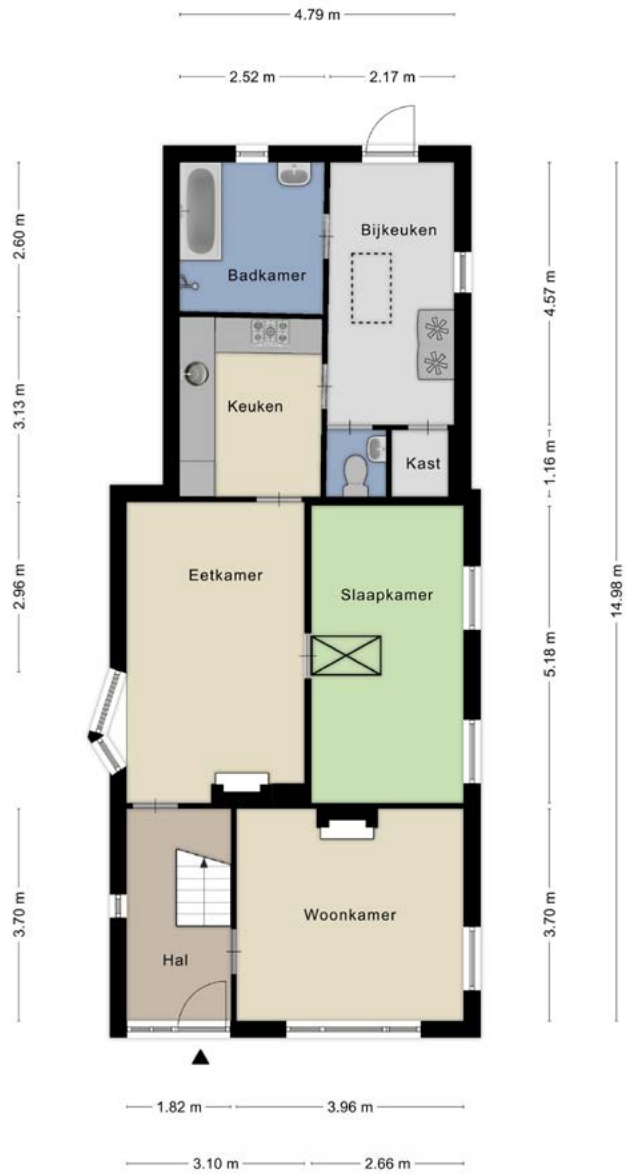 4.79 m
2.52 m
2.17 m
2.60 m
Bijkeuken
Badkamer
4.57 m
3.13 m
Keuken
Kast
1.16 m
2.96 m
Eetkamer
Slaapkamer
14.98 m
5.18 m
3.70 m
Woonkamer
3.70 m
Hal
1.82 m
3.96 m
3.10 m
2.66 m